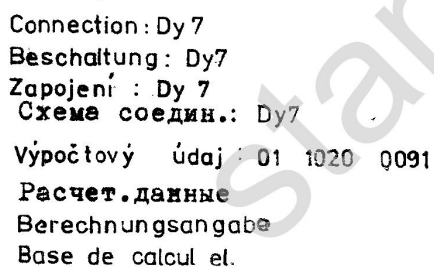 Connection : Dy 7
Beschaltung : Dy7
Zapojení : Dy 7
Схема соедин.: Dy7
Výpočtový údaj : 01 1020 0091
Расчет.данные
Berechnungsangabe
Base de calcul el.